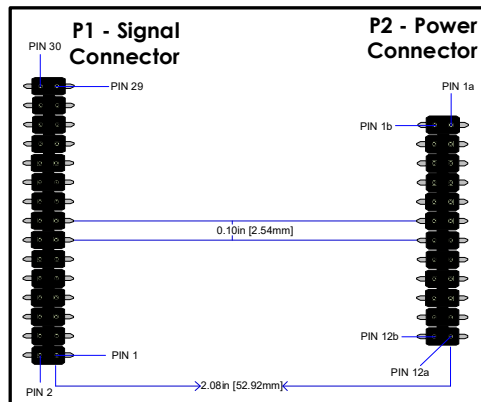 P1 - Signal
Connector
P2 - Power
Connector
PIN 30
PIN 29
PIN 1a
PIN 1b
0.10in [2.54mm]
PIN 12b
PIN 1
PIN 12a
PIN 2
2.08in [52.92mm]